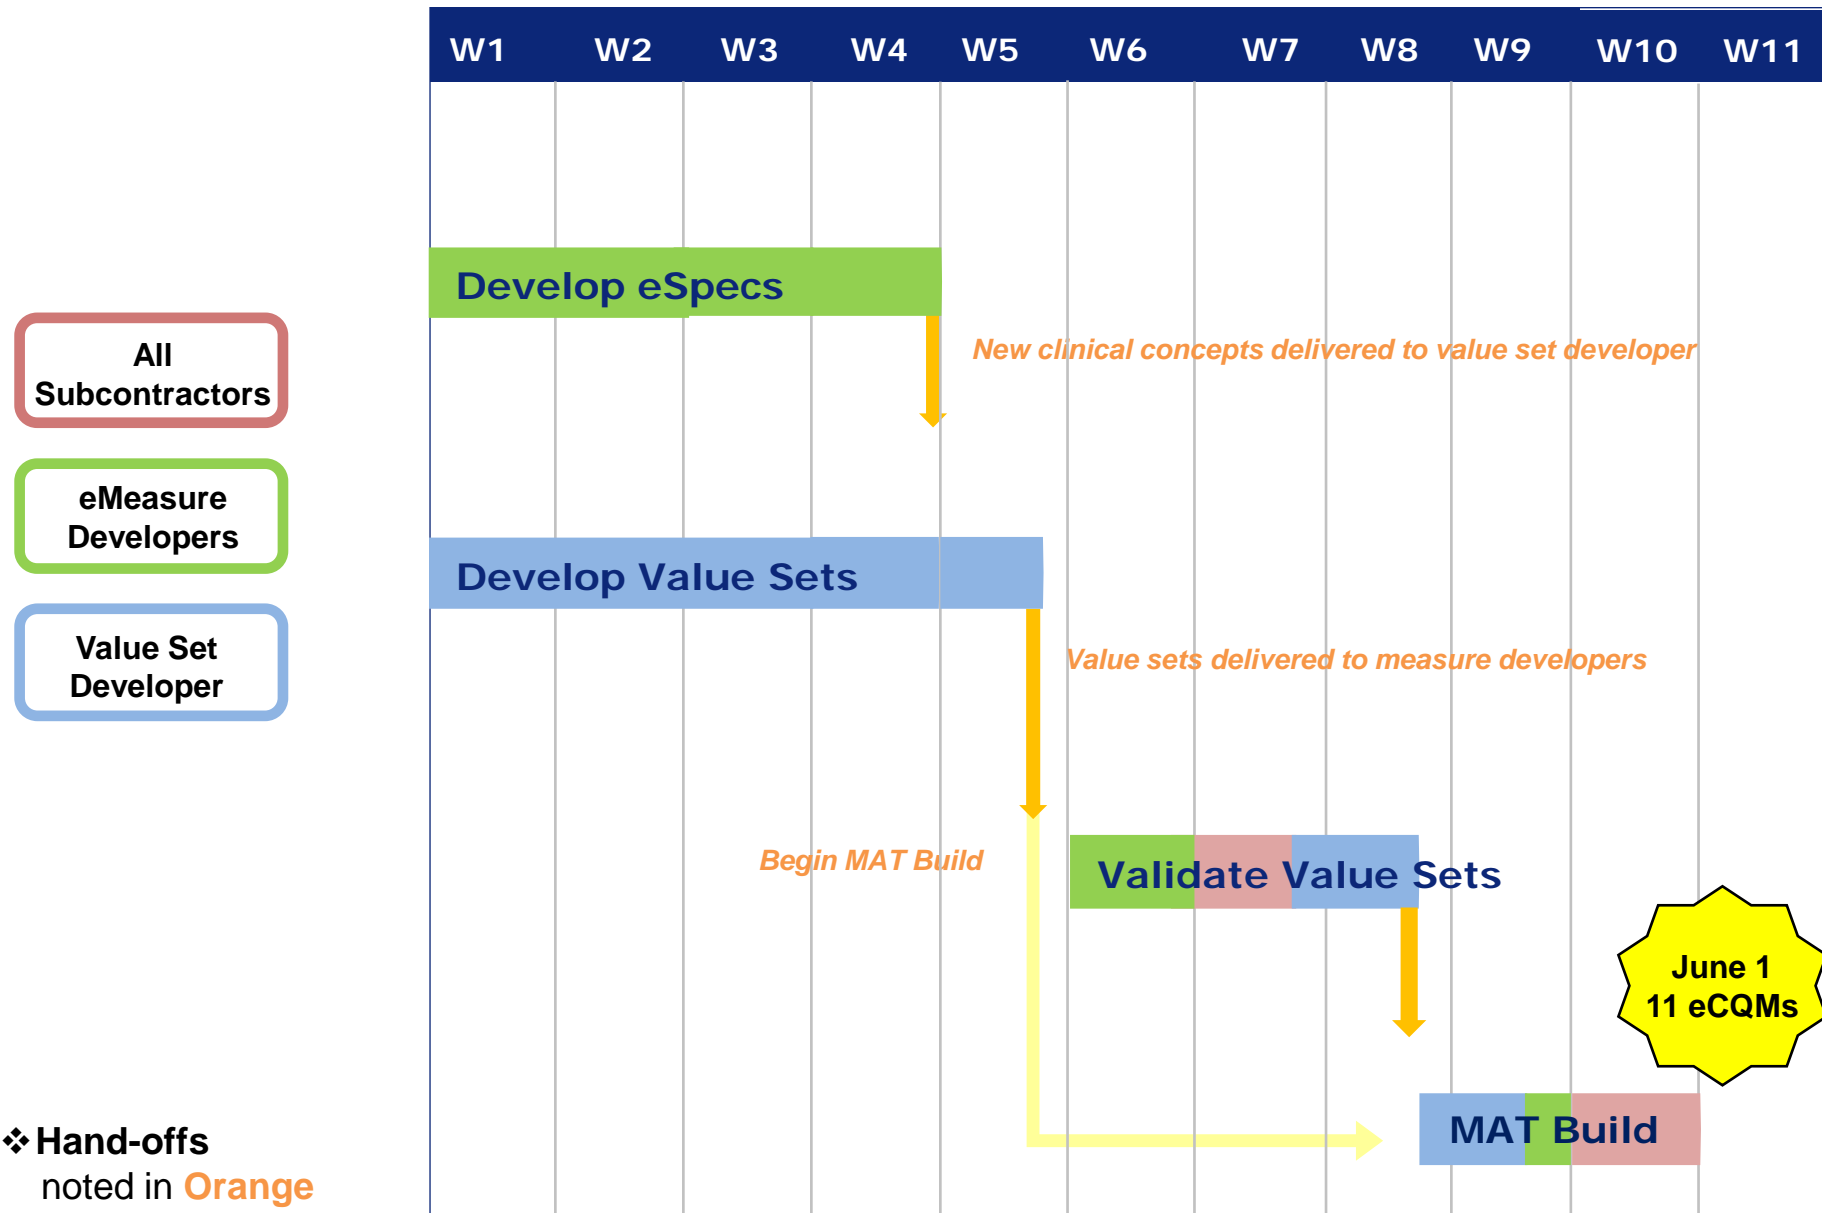 W1 W2 W3 W4 W5 W6 W7 W8 W9 W10 W11
Develop eSpecs
New clinical concepts delivered to value set developer
All
Subcontractors
eMeasure
Developers
Develop Value Sets
Value Set
Developer
Value sets delivered to measure developers
Begin MAT Build
Validate Value Sets
June 1
11 eCQMs
MAT Build
❖ Hand-offs
noted in Orange